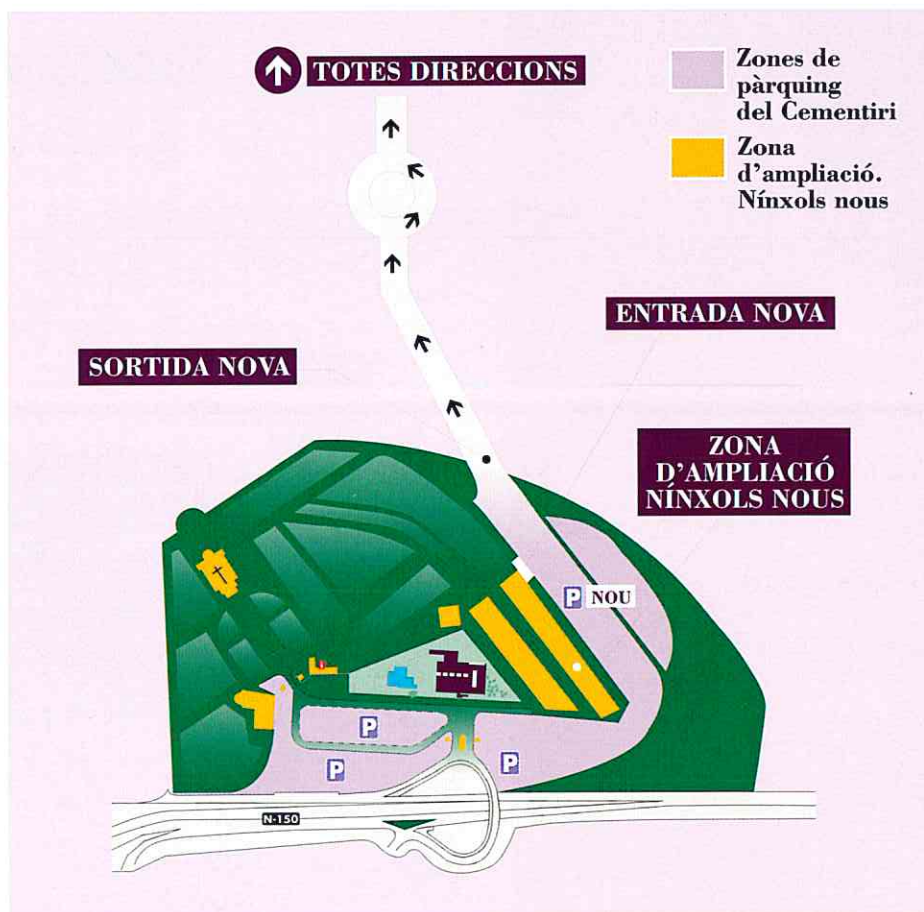 TOTES DIRECCIONS
Zones de
pàrquing
del Cementiri
Zona
d'ampliació.
Nínxols nous
ENTRADA NOVA
SORTIDA NOVA
ZONA
D'AMPLIACIÓ
NÍNXOLS NOUS
P NOU
P
P
P
N-150